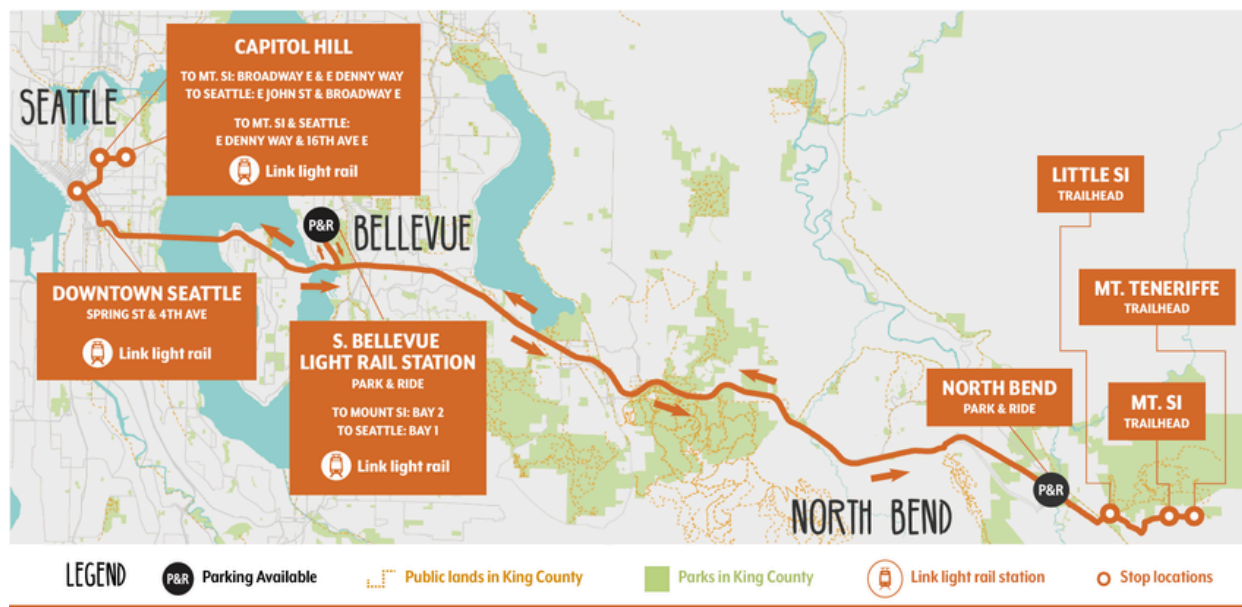 SEATTLE
CAPITOL HILL
TO MT. SI: BROADWAY E & E DENNY WAY
TO SEATTLE: E JOHN ST & BROADWAY E
TO MT. SI & SEATTLE:
E DENNY WAY & 16TH AVE E
Link light rail
P&R
BELLEVUE
DOWNTOWN SEATTLE
SPRING ST & 4TH AVE
Link light rail
S. BELLEVUE
LIGHT RAIL STATION
PARK & RIDE
TO MOUNT SI: BAY 2
TO SEATTLE: BAY 1
Link light rail
LITTLE SI
TRAILHEAD
MT. TENERIFFE
TRAILHEAD
NORTH BEND
PARK & RIDE
MT. SI
TRAILHEAD
P&R
NORTH BEND
LEGEND
P&R Parking Available
Public lands in King County
Parks in King County
Link light rail station
Stop locations